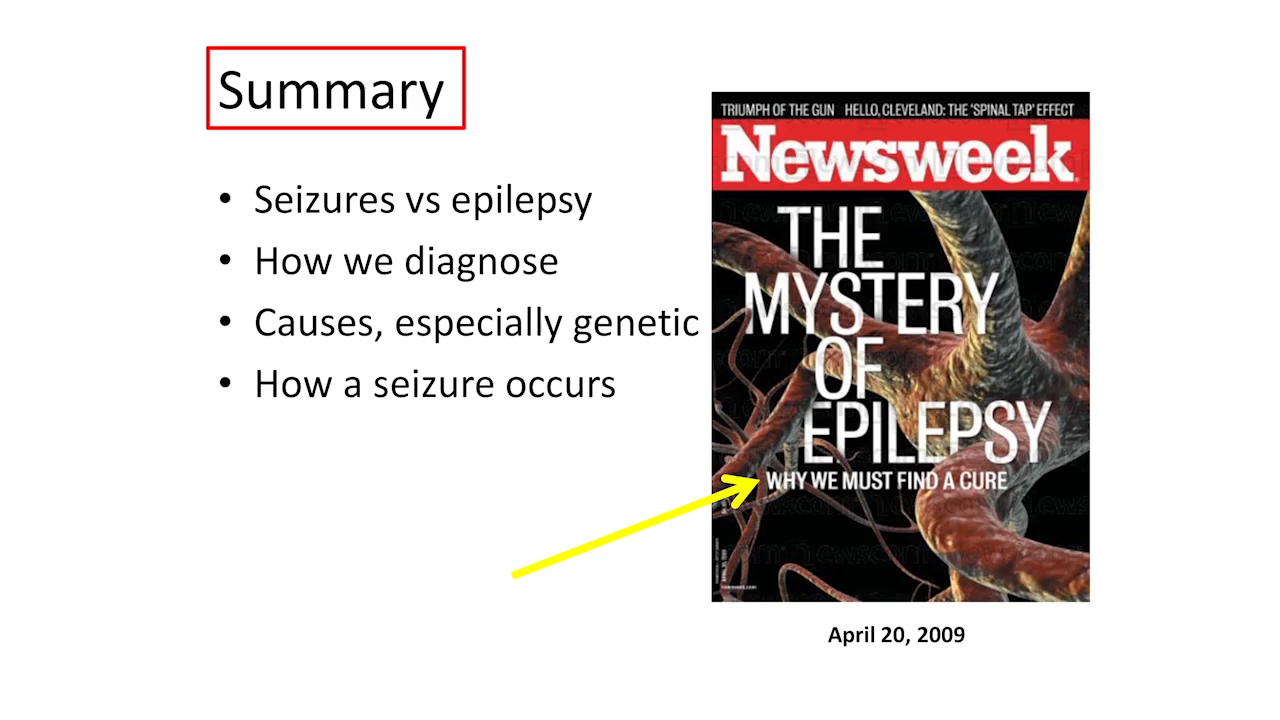 Summary
• Seizures vs epilepsy
• How we diagnose
• Causes, especially genetic
• How a seizure occurs
TRIUMPH OF THE GUN HELLO, CLEVELAND: THE 'SPINAL TAP' EFFECT
Newsweek
THE
MYSTERY
OF
EPILEPSY
WHY WE MUST FIND A CURE
April 20, 2009